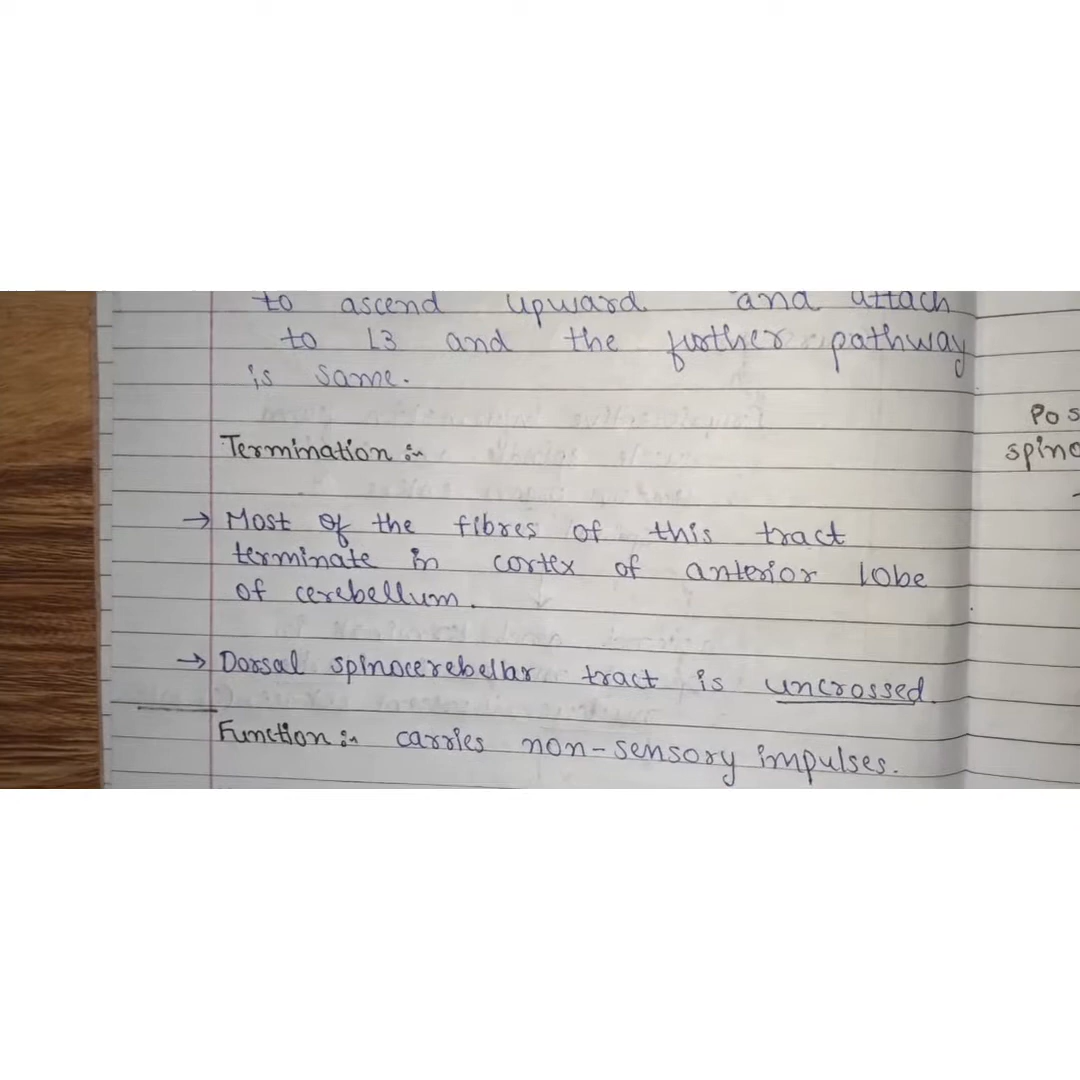 to ascend upward and attach
to L3 and the further pathway
is same.
Pos
Termination :-
spino
→ Most of the fibres of this tract
terminate in cortex of anterior lobe
of cerebellum.
→ Dorsal spinocerebellar tract is uncrossed.
Function :- carries non-sensory impulses.